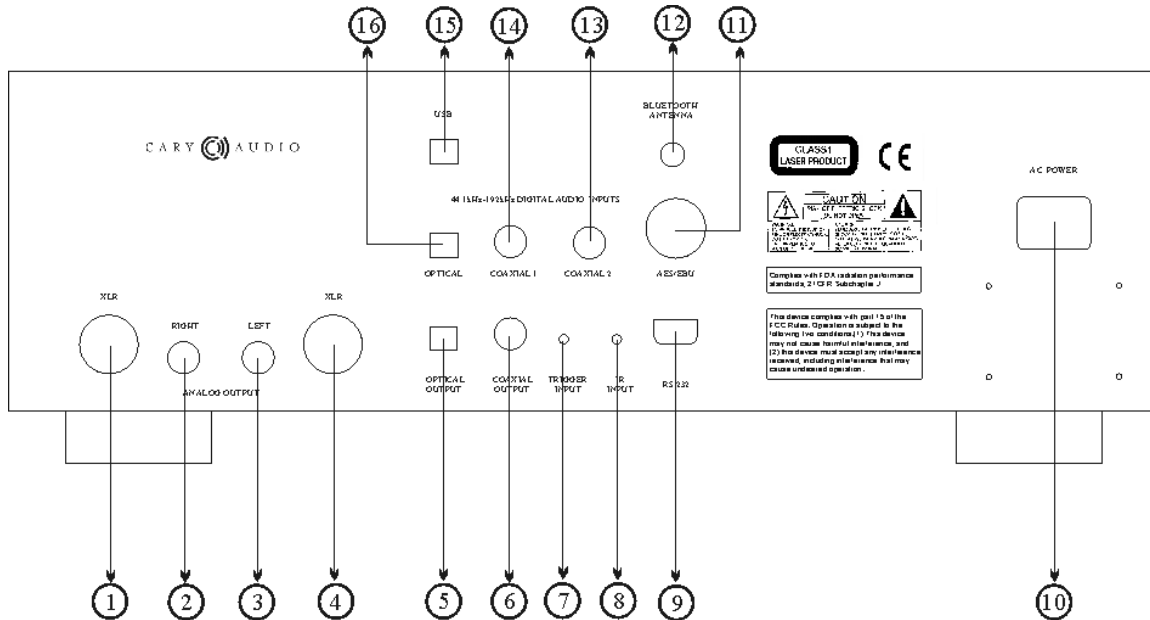 16 15 14 13 12 11
USB
BLUETOOTH
ANTENNA
CARY AUDIO
CLASS 1
LASER PRODUCT
CE
AC POWER
44.1kHz-192kHz DIGITAL AUDIO INPUTS
CAUTION
OPTICAL COAXIAL 1 COAXIAL 2 AES/EBU
Complies with FDA radiation performance
standards, 21 CFR Subchapter J
XLR XLR
RIGHT LEFT
This device complies with part 15 of the
FCC Rules. Operation is subject to the
following two conditions,(1) This device
may not cause harmful interference, and
(2) this device must accept any interference
received, including interference that may
cause undesired operation.
ANALOG OUTPUT
OPTICAL
OUTPUT
COAXIAL
OUTPUT
TRIGGER
INPUT
IR
INPUT
RS 232
1 2 3 4 5 6 7 8 9 10